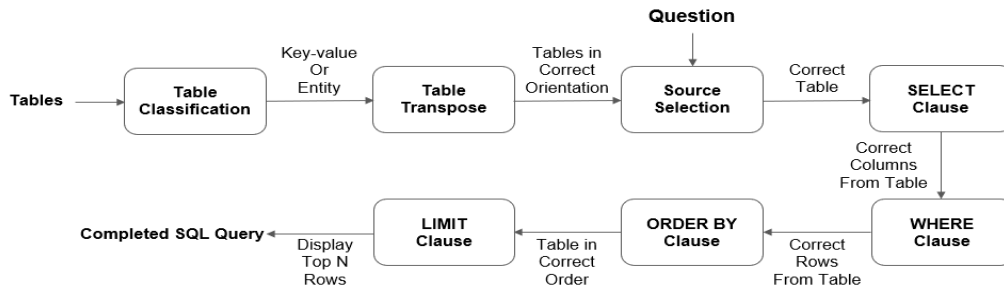 Question
Tables
Table
Classification
Key-value
Or
Entity
Table
Transpose
Tables in
Correct
Orientation
Source
Selection
Correct
Table
SELECT
Clause
Correct
Columns
From Table
WHERE
Clause
Correct
Rows
From Table
ORDER BY
Clause
Table in
Correct
Order
LIMIT
Clause
Display
Top N
Rows
Completed SQL Query